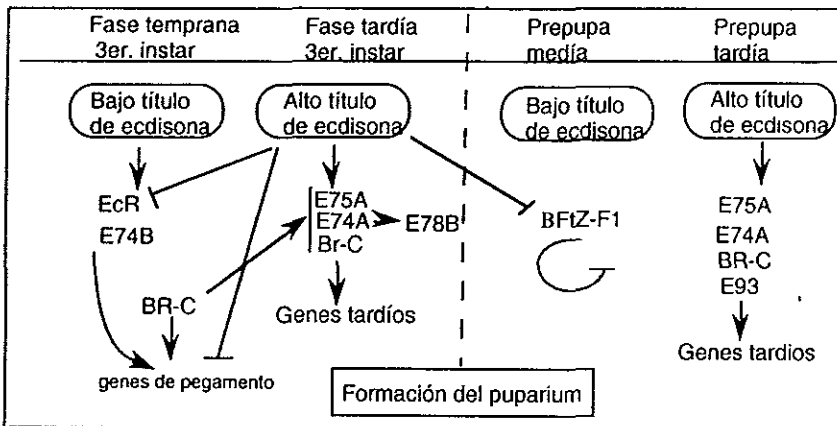 Fase temprana
3er. instar
Fase tardía
3er. instar
Prepupa
medía
Prepupa
tardía
Bajo título
de ecdisona
Alto título
de ecdisona
Bajo título
de ecdisona
Alto título
de ecdisona
EcR
E74B
BR-C
genes de pegamento
E75A
E74A
Br-C
E78B
Genes tardíos
BFtZ-F1
E75A
E74A
BR-C
E93
Genes tardios
Formación del puparium